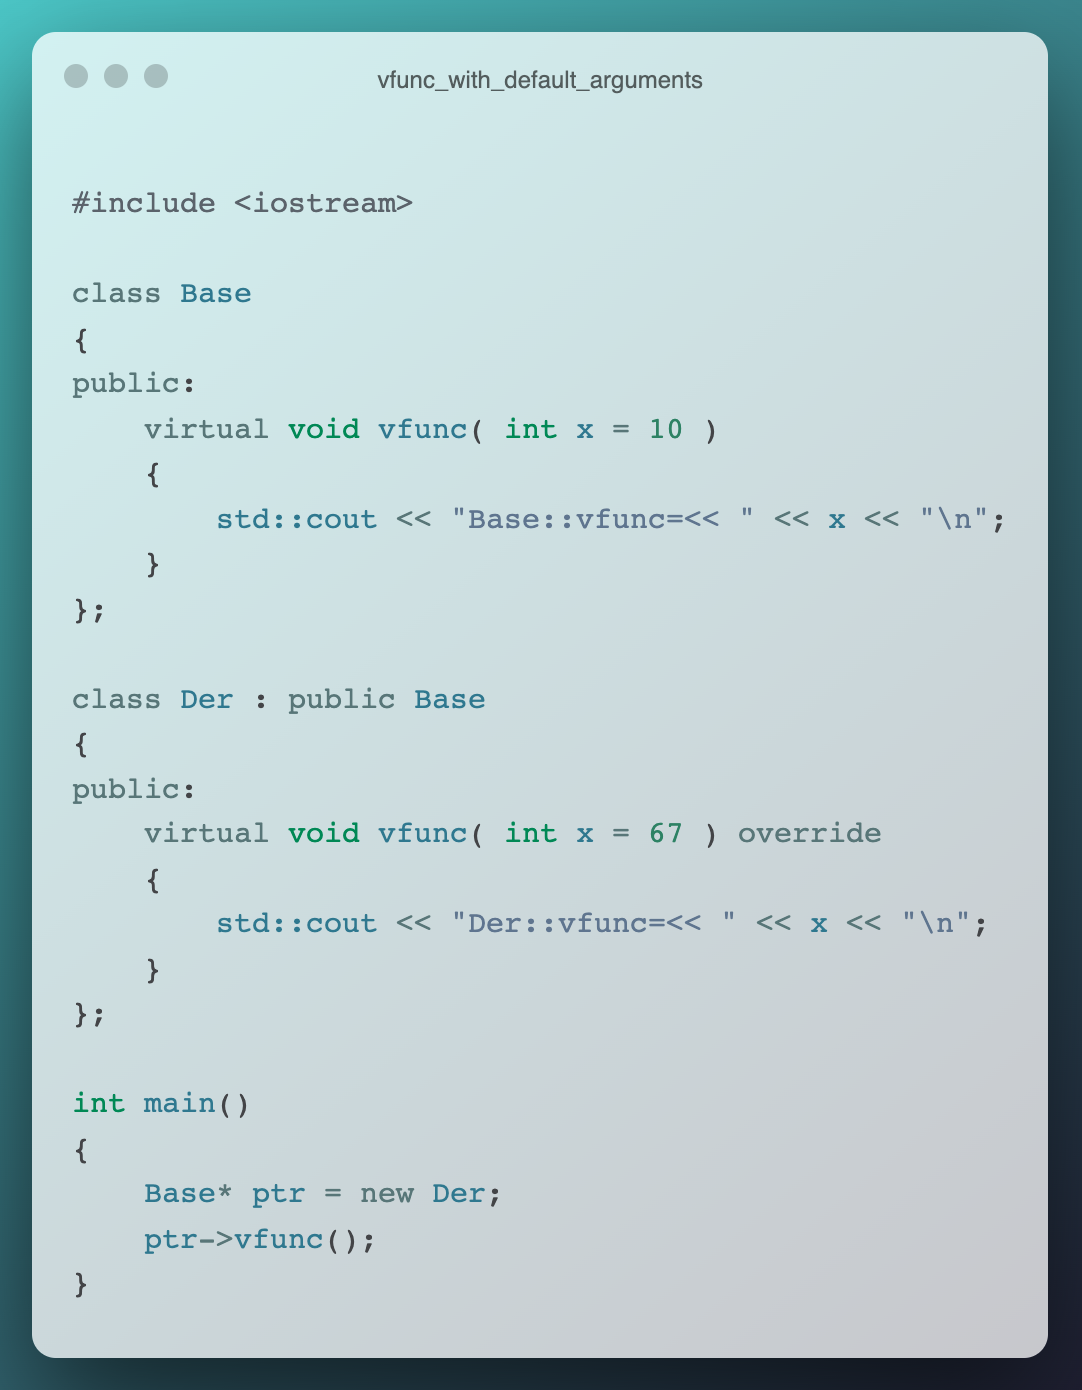 vfunc_with_default_arguments
#include <iostream>
class Base
{
public:
    virtual void vfunc( int x = 10 )
    {
        std::cout << "Base::vfunc=<< " << x << "\n";
    }
};
class Der : public Base
{
public:
    virtual void vfunc( int x = 67 ) override
    {
        std::cout << "Der::vfunc=<< " << x << "\n";
    }
};
int main()
{
    Base* ptr = new Der;
    ptr->vfunc();
}